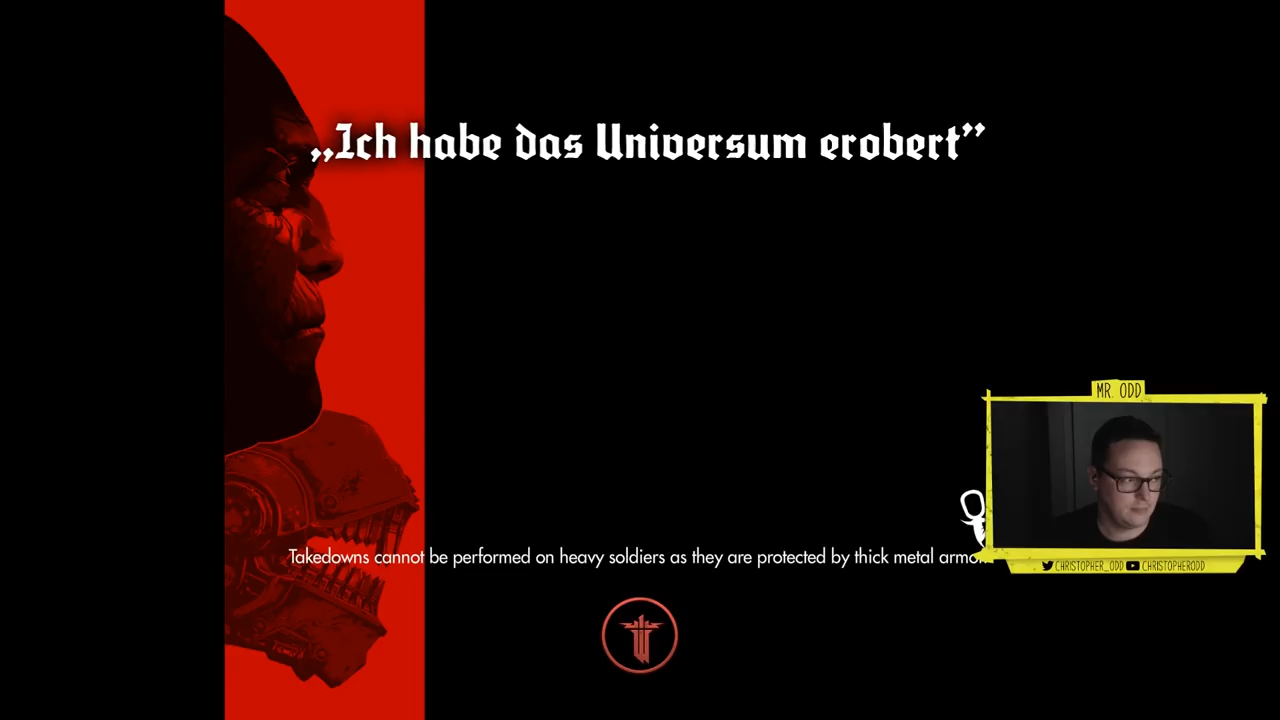 „Ich habe das Universum erobert”
MR. ODD
Takedowns cannot be performed on heavy soldiers as they are protected by thick metal armor.
CHRISTOPHER_ODD CHRISTOPHERODD